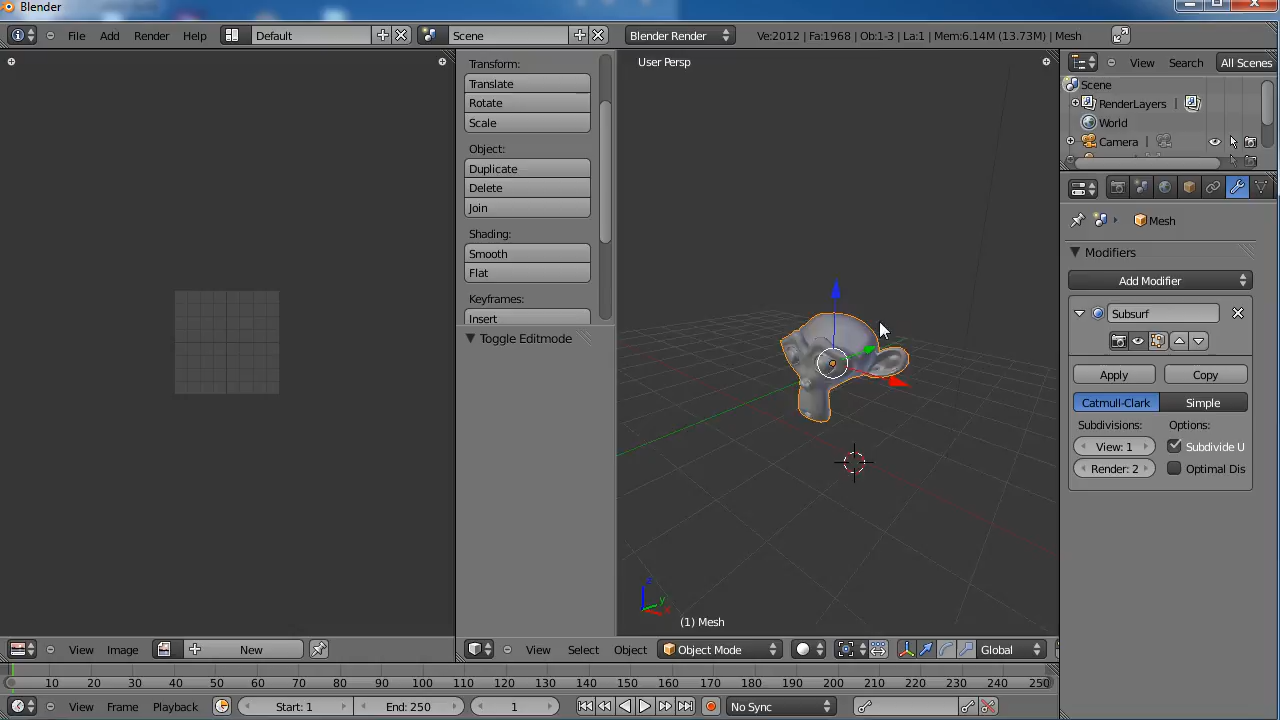 Blender
File Add Render Help Default Scene Blender Render Ve:2012 | Fa:1968 | Ob:1-3 | La:1 | Mem:6.14M (13.73M) | Mesh
Transform:
Translate
Rotate
Scale
Object:
Duplicate
Delete
Join
Shading:
Smooth
Flat
Keyframes:
Insert
Toggle Editmode
User Persp
z
y
x
(1) Mesh
View Search All Scenes
Scene
RenderLayers
World
Camera
Mesh
Modifiers
Add Modifier
Subsurf
Apply Copy
Catmull-Clark Simple
Subdivisions: Options:
View: 1 Subdivide U
Render: 2 Optimal Dis
View Image New View Select Object Object Mode Global
10 20 30 40 50 60 70 80 90 100 110 120 130 140 150 160 170 180 190 200 210 220 230 240 250
View Frame Playback Start: 1 End: 250 1 No Sync